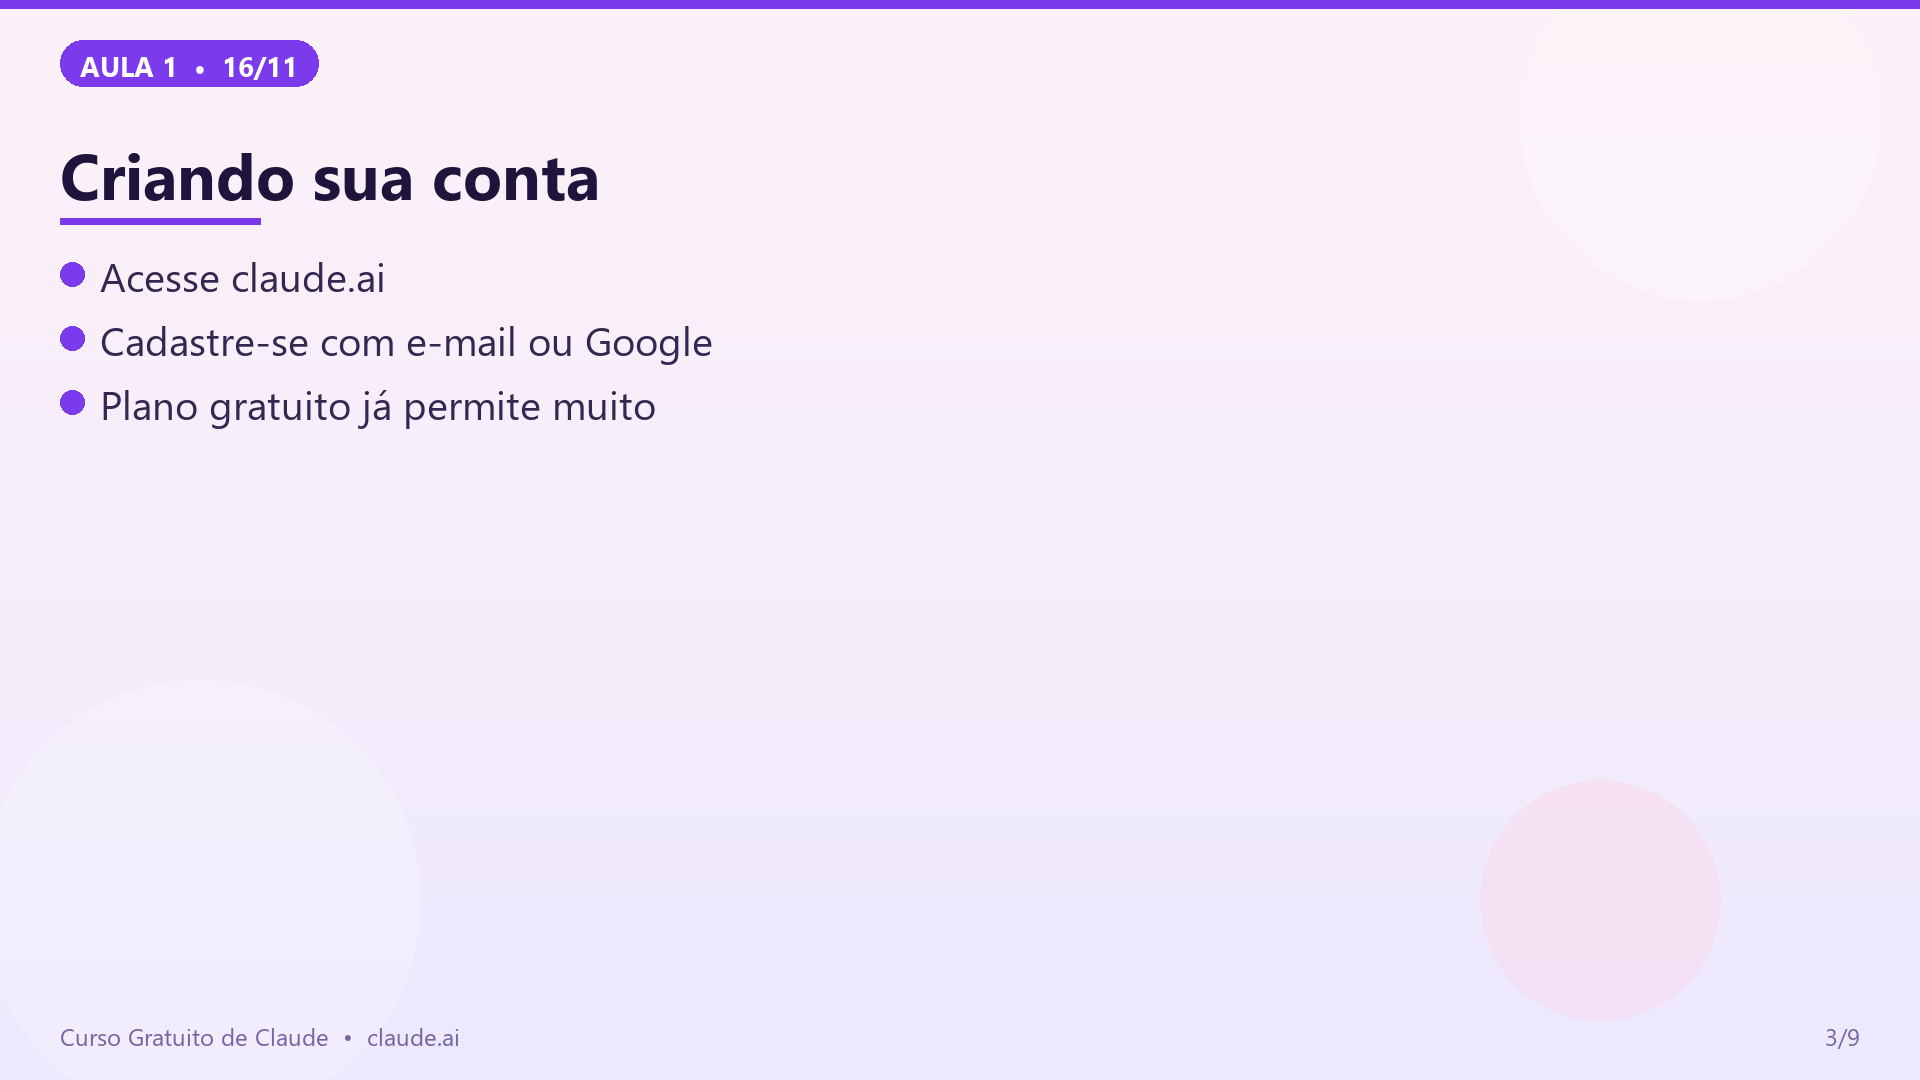 AULA 1 • 16/11
Criando sua conta
Acesse claude.ai
Cadastre-se com e-mail ou Google
Plano gratuito já permite muito
Curso Gratuito de Claude • claude.ai
3/9